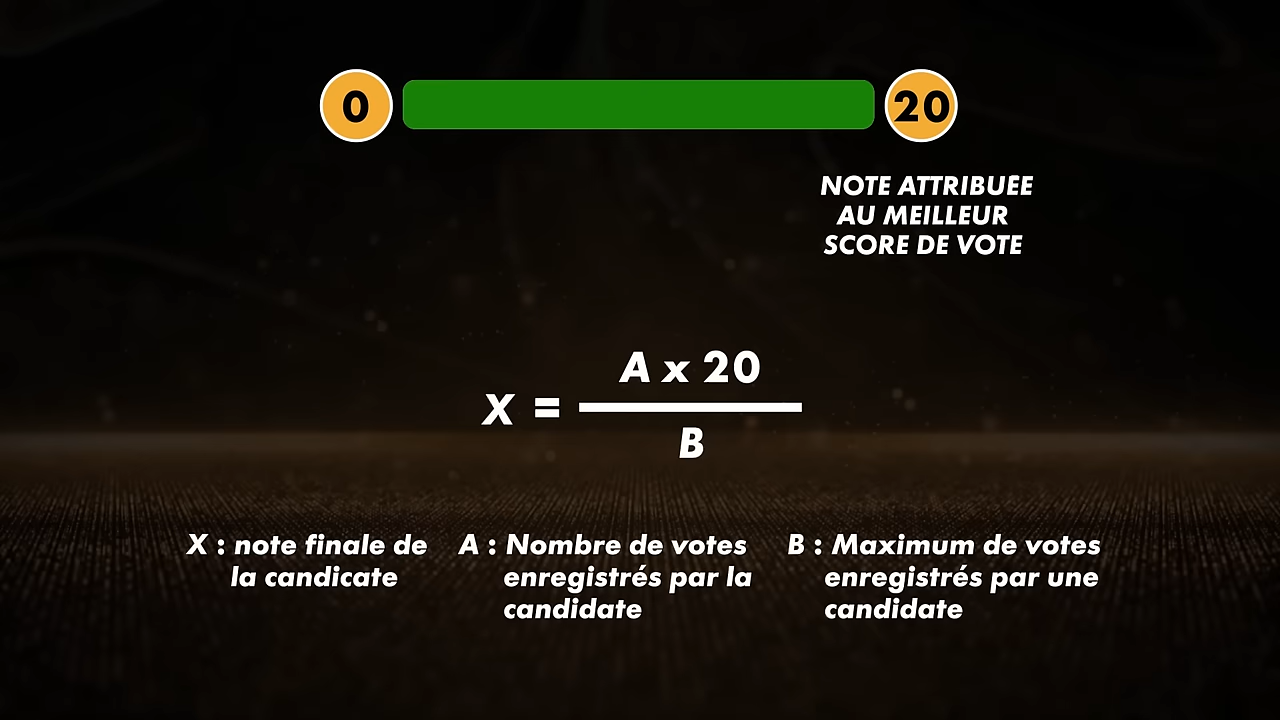 0
20
NOTE ATTRIBUÉE
AU MEILLEUR
SCORE DE VOTE
A x 20
X =
B
X : note finale de
la candicate
A : Nombre de votes
enregistrés par la
candidate
B : Maximum de votes
enregistrés par une
candidate